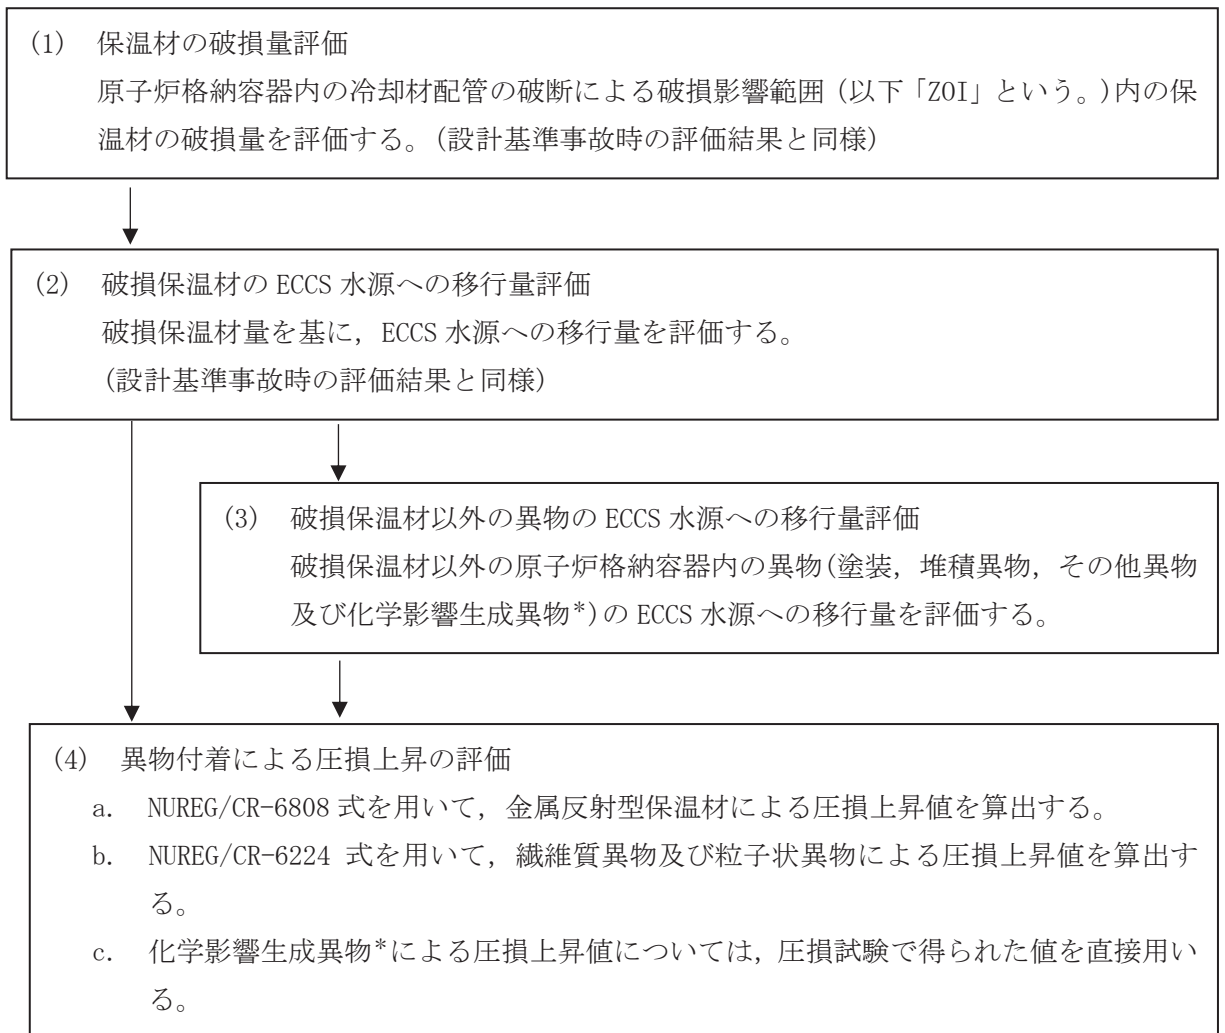 (1) 保温材の破損量評価
原子炉格納容器内の冷却材配管の破断による破損影響範囲(以下「ZOI」という。)内の保
温材の破損量を評価する。(設計基準事故時の評価結果と同様)
(2) 破損保温材の ECCS 水源への移行量評価
破損保温材量を基に,ECCS 水源への移行量を評価する。
(設計基準事故時の評価結果と同様)
(3) 破損保温材以外の異物の ECCS 水源への移行量評価
破損保温材以外の原子炉格納容器内の異物(塗装,堆積異物,その他異物
及び化学影響生成異物*)の ECCS 水源への移行量を評価する。
(4) 異物付着による圧損上昇の評価
a. NUREG/CR-6808 式を用いて,金属反射型保温材による圧損上昇値を算出する。
b. NUREG/CR-6224 式を用いて,繊維質異物及び粒子状異物による圧損上昇値を算出す
る。
c. 化学影響生成異物*による圧損上昇値については,圧損試験で得られた値を直接用い
る。